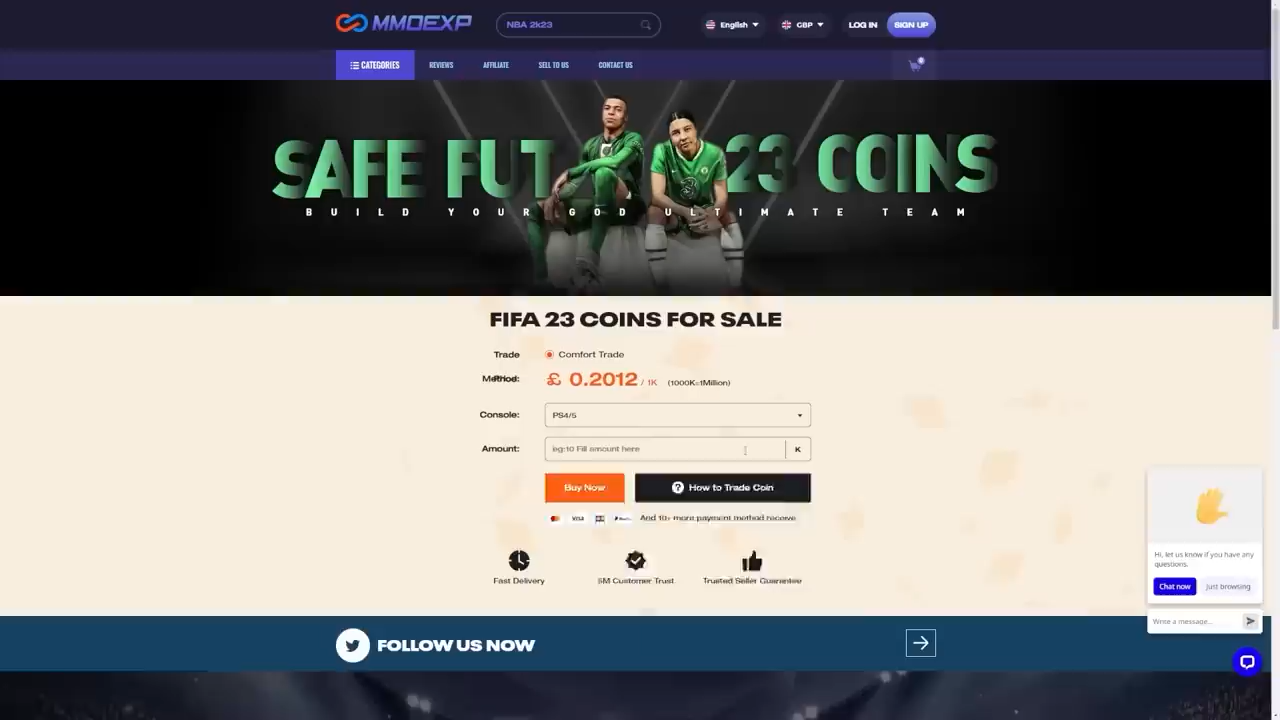 MMOEXP
NBA 2k23
English
GBP
LOG IN
SIGN UP
CATEGORIES
REVIEWS
AFFILIATE
SELL TO US
CONTACT US
0
SAFE FUT 23 COINS
BUILD YOUR GOD ULTIMATE TEAM
FIFA 23 COINS FOR SALE
Trade
Comfort Trade
£ 0.2012 / 1K (1000K=1Million)
Console:
PS4/5
Amount:
eg:10 Fill amount here
K
Buy Now
? How to Trade Coin
VISA
And 10+ more payment method receive
Fast Delivery
5M Customer Trust
Trusted Seller Guarantee
Hi, let us know if you have any
questions.
Chat now
Just browsing
Write a message...
FOLLOW US NOW